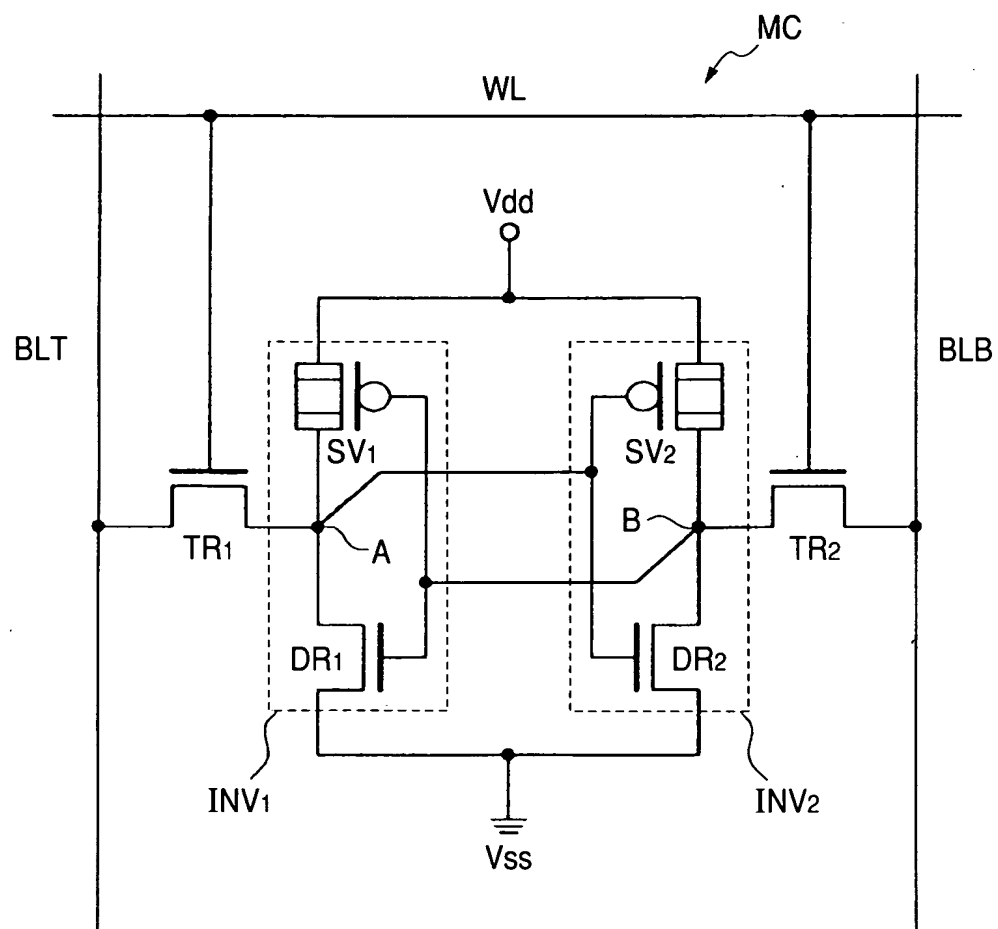 MC
WL
Vdd
BLT
BLB
SV1
SV2
A
B
TR1
TR2
DR1
DR2
INV1
INV2
Vss